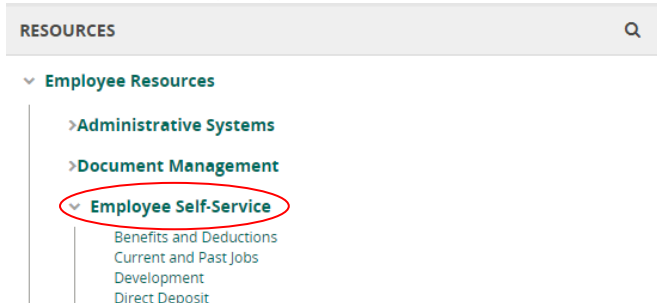 RESOURCES
Employee Resources
Administrative Systems
Document Management
Employee Self-Service
Benefits and Deductions
Current and Past Jobs
Development
Direct Deposit